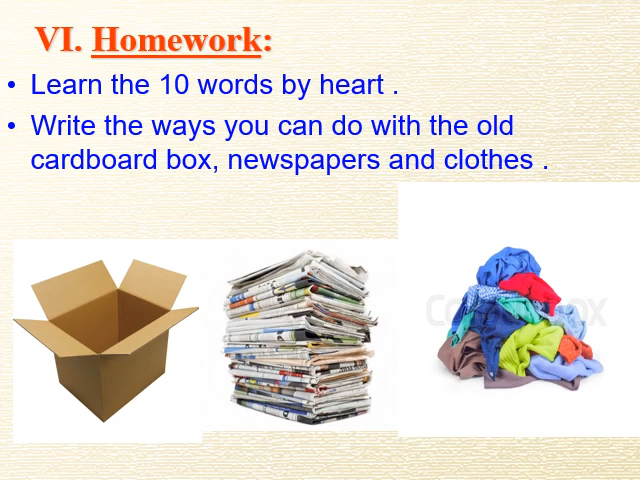 VI. Homework:
• Learn the 10 words by heart .
• Write the ways you can do with the old
cardboard box, newspapers and clothes .